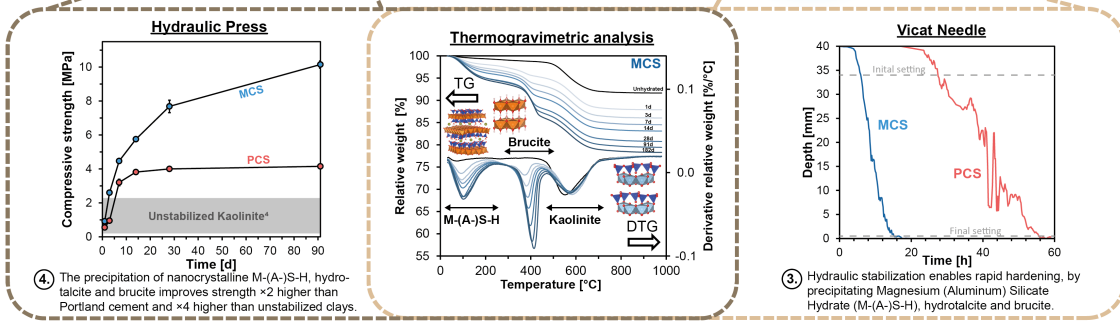 Hydraulic Press
Compressive strength [MPa]
10
8
6
4
2
0
MCS
PCS
Unstabilized Kaolinite⁴
0 10 20 30 40 50 60 70 80 90
Time [d]
4. The precipitation of nanocrystalline M-(A-)S-H, hydro-
talcite and brucite improves strength ×2 higher than
Portland cement and ×4 higher than unstabilized clays.
Thermogravimetric analysis
Relative weight [%]
100
95
90
85
80
75
70
65
60
55
MCS
TG
Unhydrated
1d
3d
7d
14d
28d
91d
182d
Brucite
M-(A-)S-H
Kaolinite
DTG
0.1
0.0
-0.1
Derivative relative weight [%/°C]
0 200 400 600 800 1000
Temperature [°C]
Vicat Needle
Depth [mm]
40
35
30
25
20
15
10
5
0
Inital setting
MCS
PCS
Final setting
0 20 40 60
Time [h]
3. Hydraulic stabilization enables rapid hardening, by
precipitating Magnesium (Aluminum) Silicate
Hydrate (M-(A-)S-H), hydrotalcite and brucite.